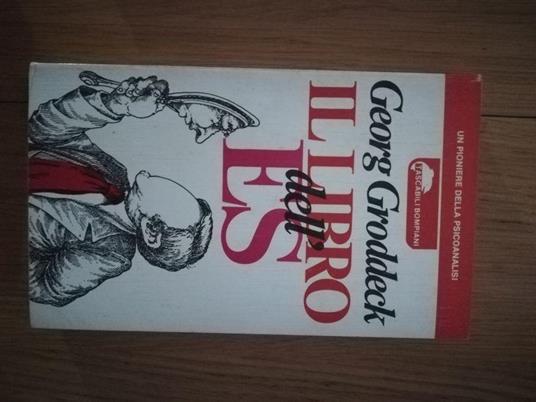 UN PIONIERE DELLA PSICOANALISI
I TASCABILI BOMPIANI
Georg Groddeck
IL LIBRO
dell'
ES